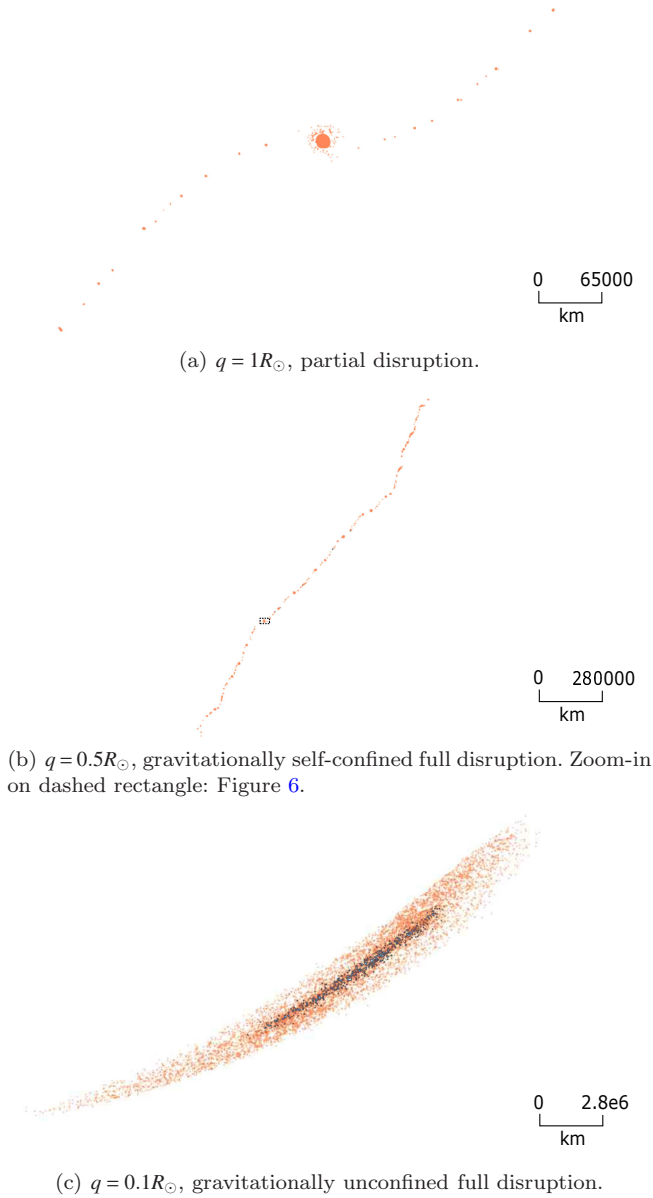 0 65000
km
(a) q = 1R☉, partial disruption.
0 280000
km
(b) q = 0.5R☉, gravitationally self-confined full disruption. Zoom-in
on dashed rectangle: Figure 6.
0 2.8e6
km
(c) q = 0.1R☉, gravitationally unconfined full disruption.